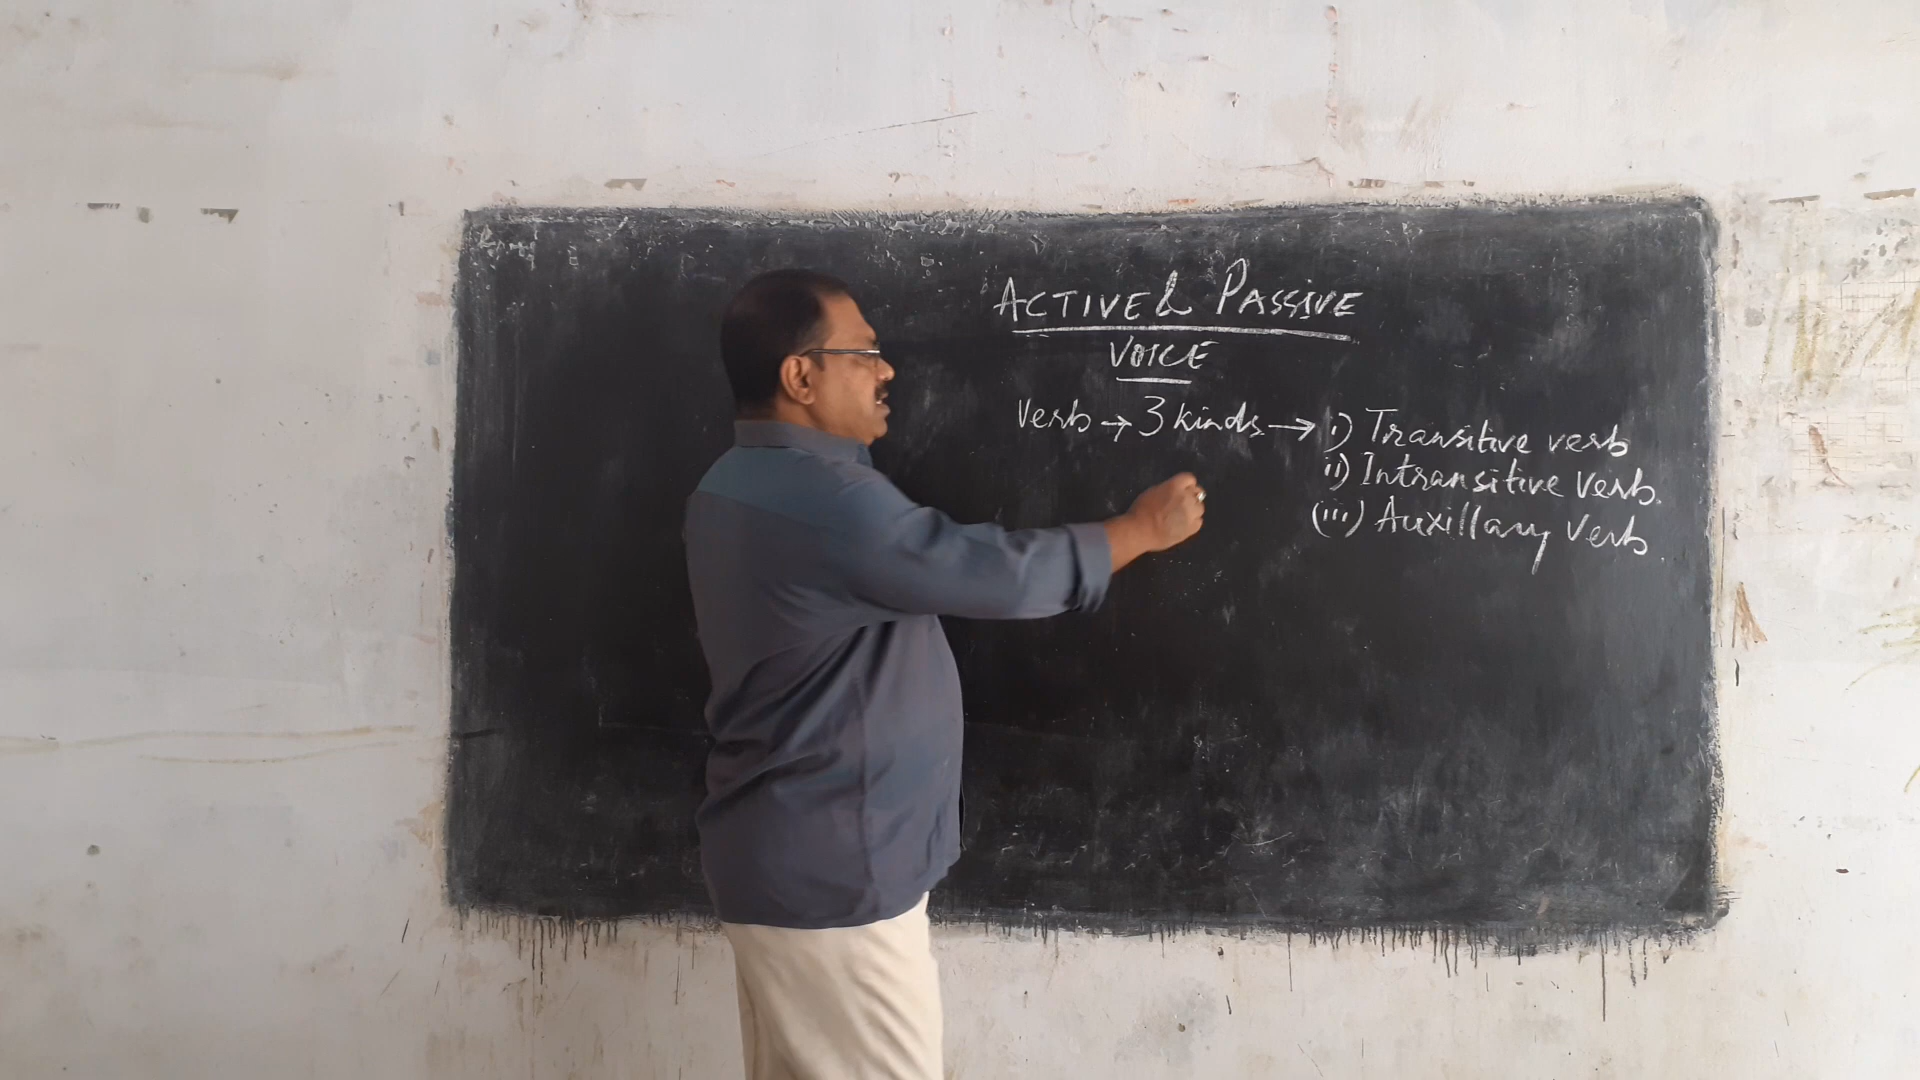 ACTIVE & PASSIVE
VOICE
Verb → 3 kinds → i) Transitive verb
ii) Intransitive Verb.
(iii) Auxillary Verb